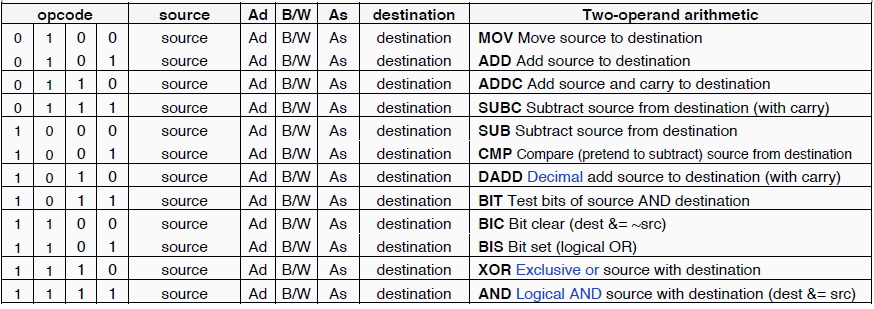 opcode source Ad B/W As destination Two-operand arithmetic
0 1 0 0 source Ad B/W As destination MOV Move source to destination
0 1 0 1 source Ad B/W As destination ADD Add source to destination
0 1 1 0 source Ad B/W As destination ADDC Add source and carry to destination
0 1 1 1 source Ad B/W As destination SUBC Subtract source from destination (with carry)
1 0 0 0 source Ad B/W As destination SUB Subtract source from destination
1 0 0 1 source Ad B/W As destination CMP Compare (pretend to subtract) source from destination
1 0 1 0 source Ad B/W As destination DADD Decimal add source to destination (with carry)
1 0 1 1 source Ad B/W As destination BIT Test bits of source AND destination
1 1 0 0 source Ad B/W As destination BIC Bit clear (dest &= ~src)
1 1 0 1 source Ad B/W As destination BIS Bit set (logical OR)
1 1 1 0 source Ad B/W As destination XOR Exclusive or source with destination
1 1 1 1 source Ad B/W As destination AND Logical AND source with destination (dest &= src)